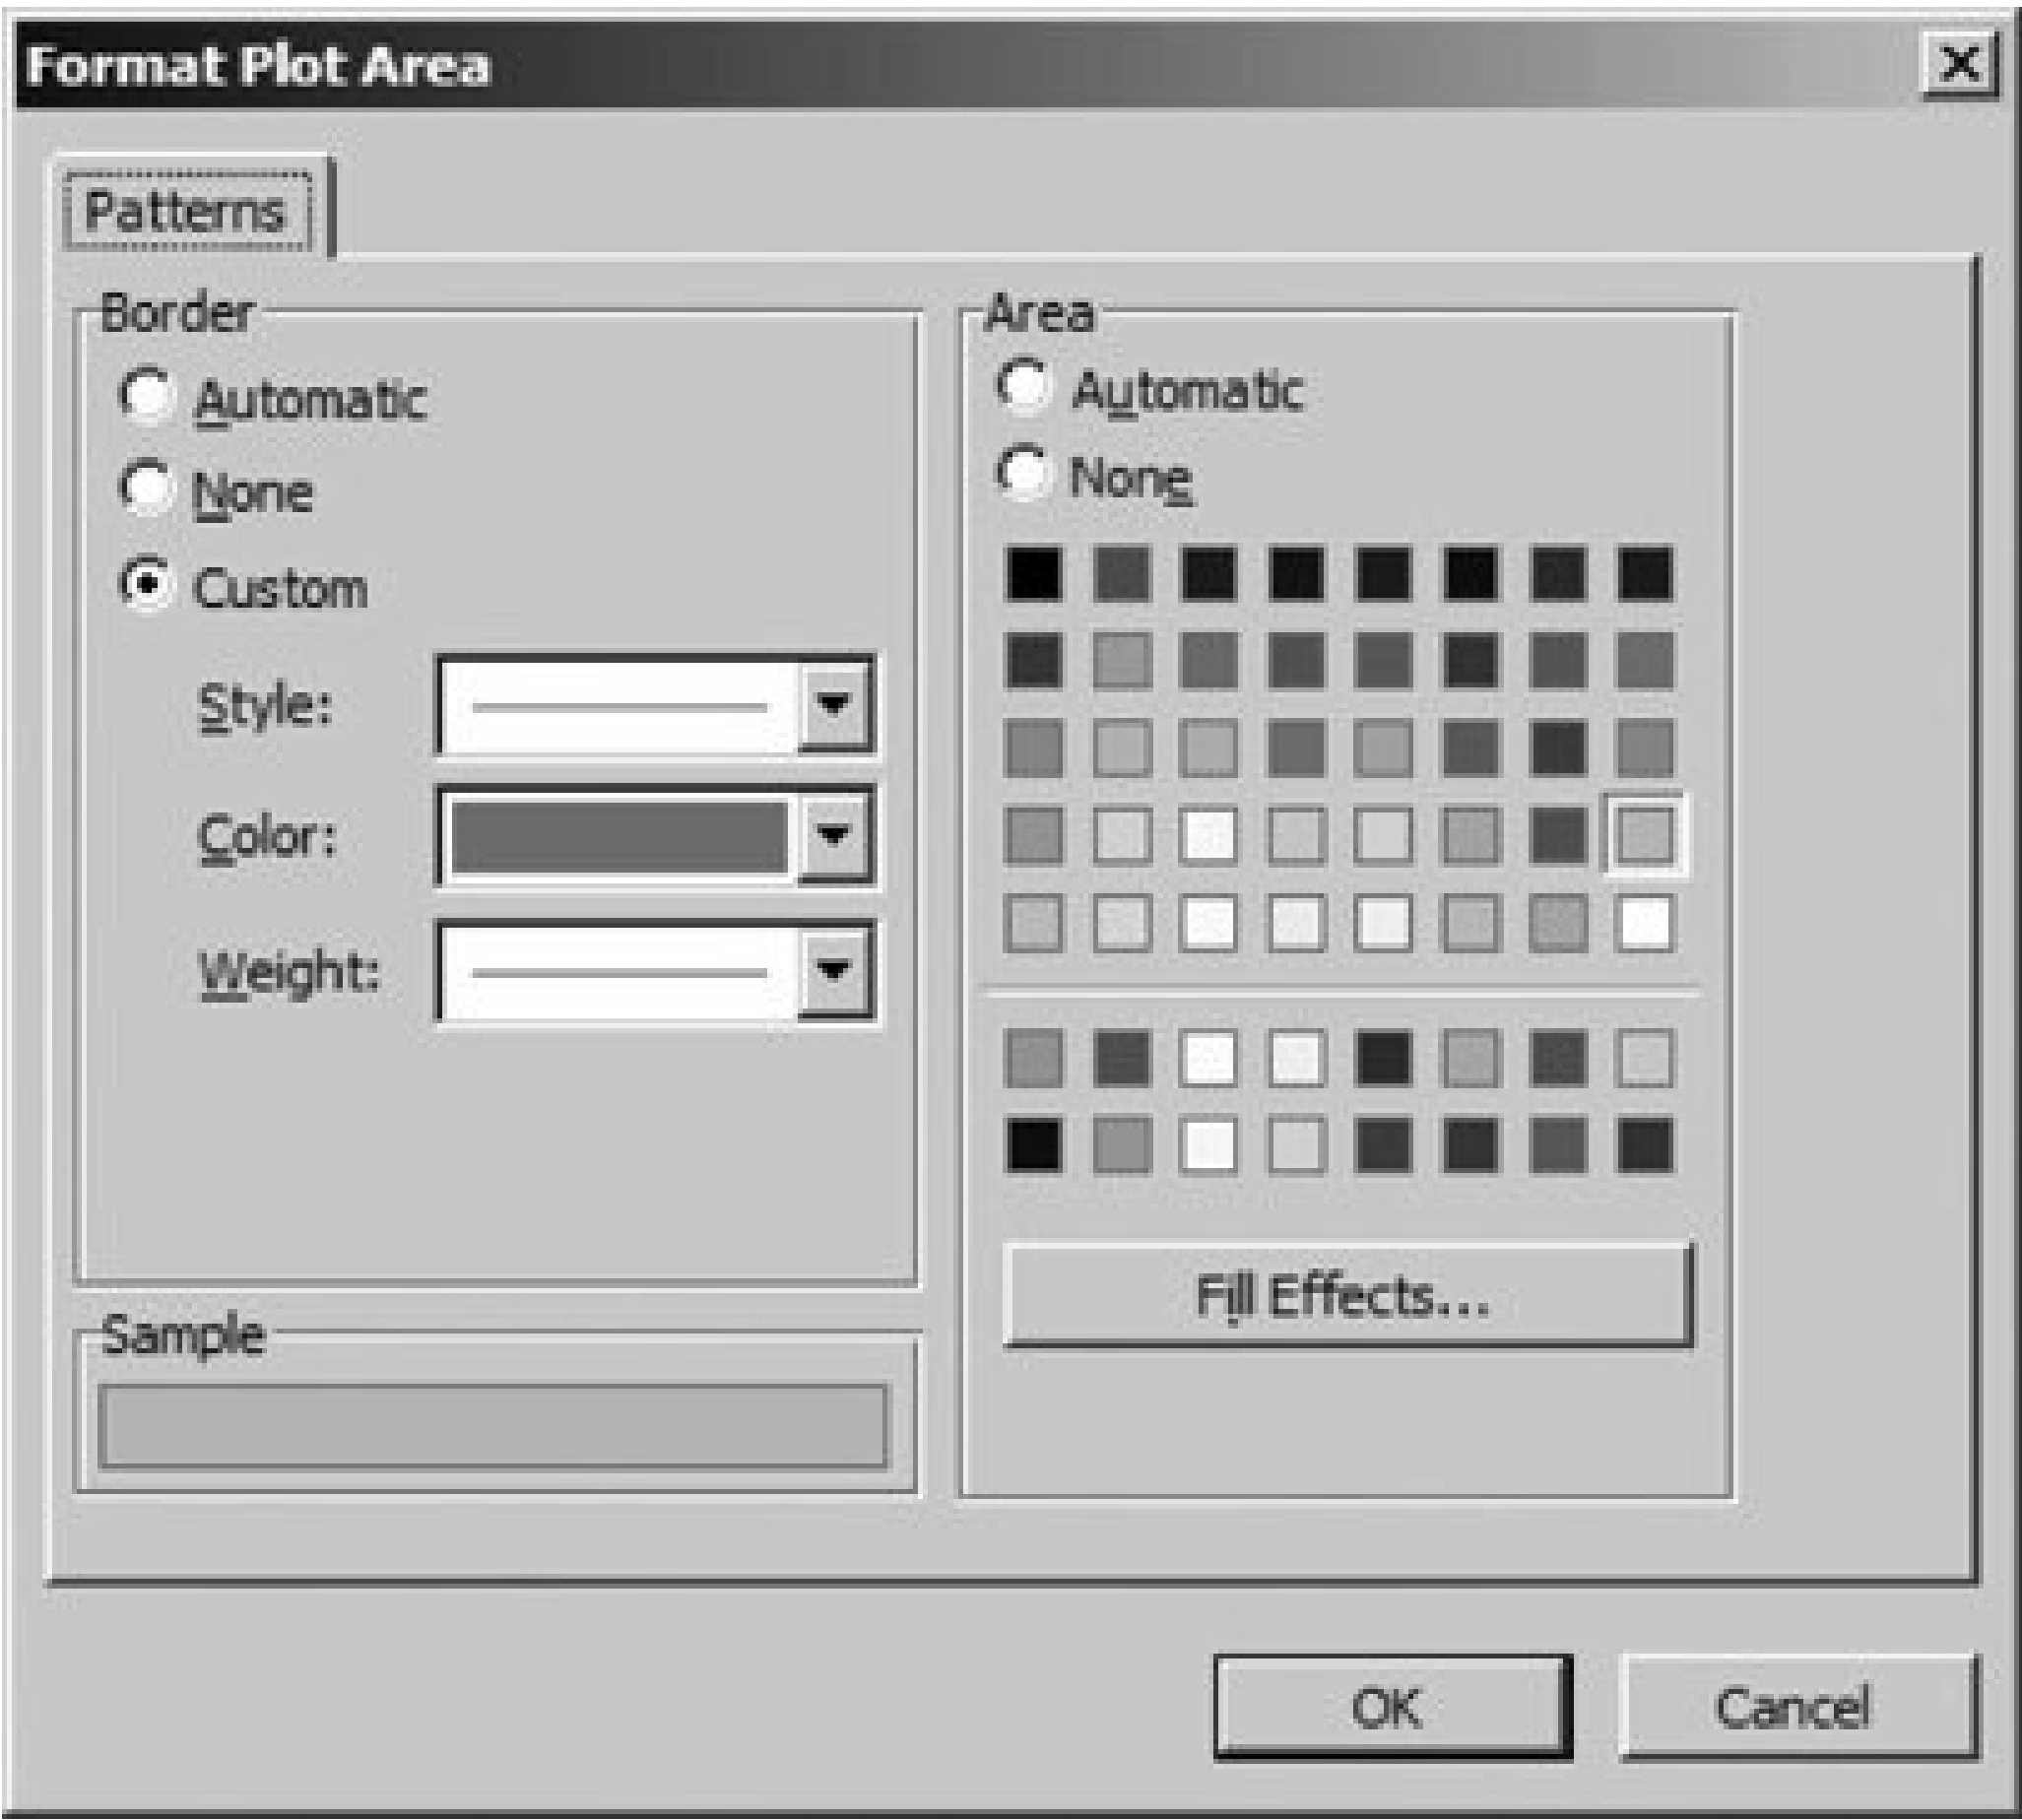 Format Plot Area
Patterns
Border
Automatic
None
Custom
Style:
Color:
Weight:
Sample
Area
Automatic
None
Fill Effects...
OK
Cancel